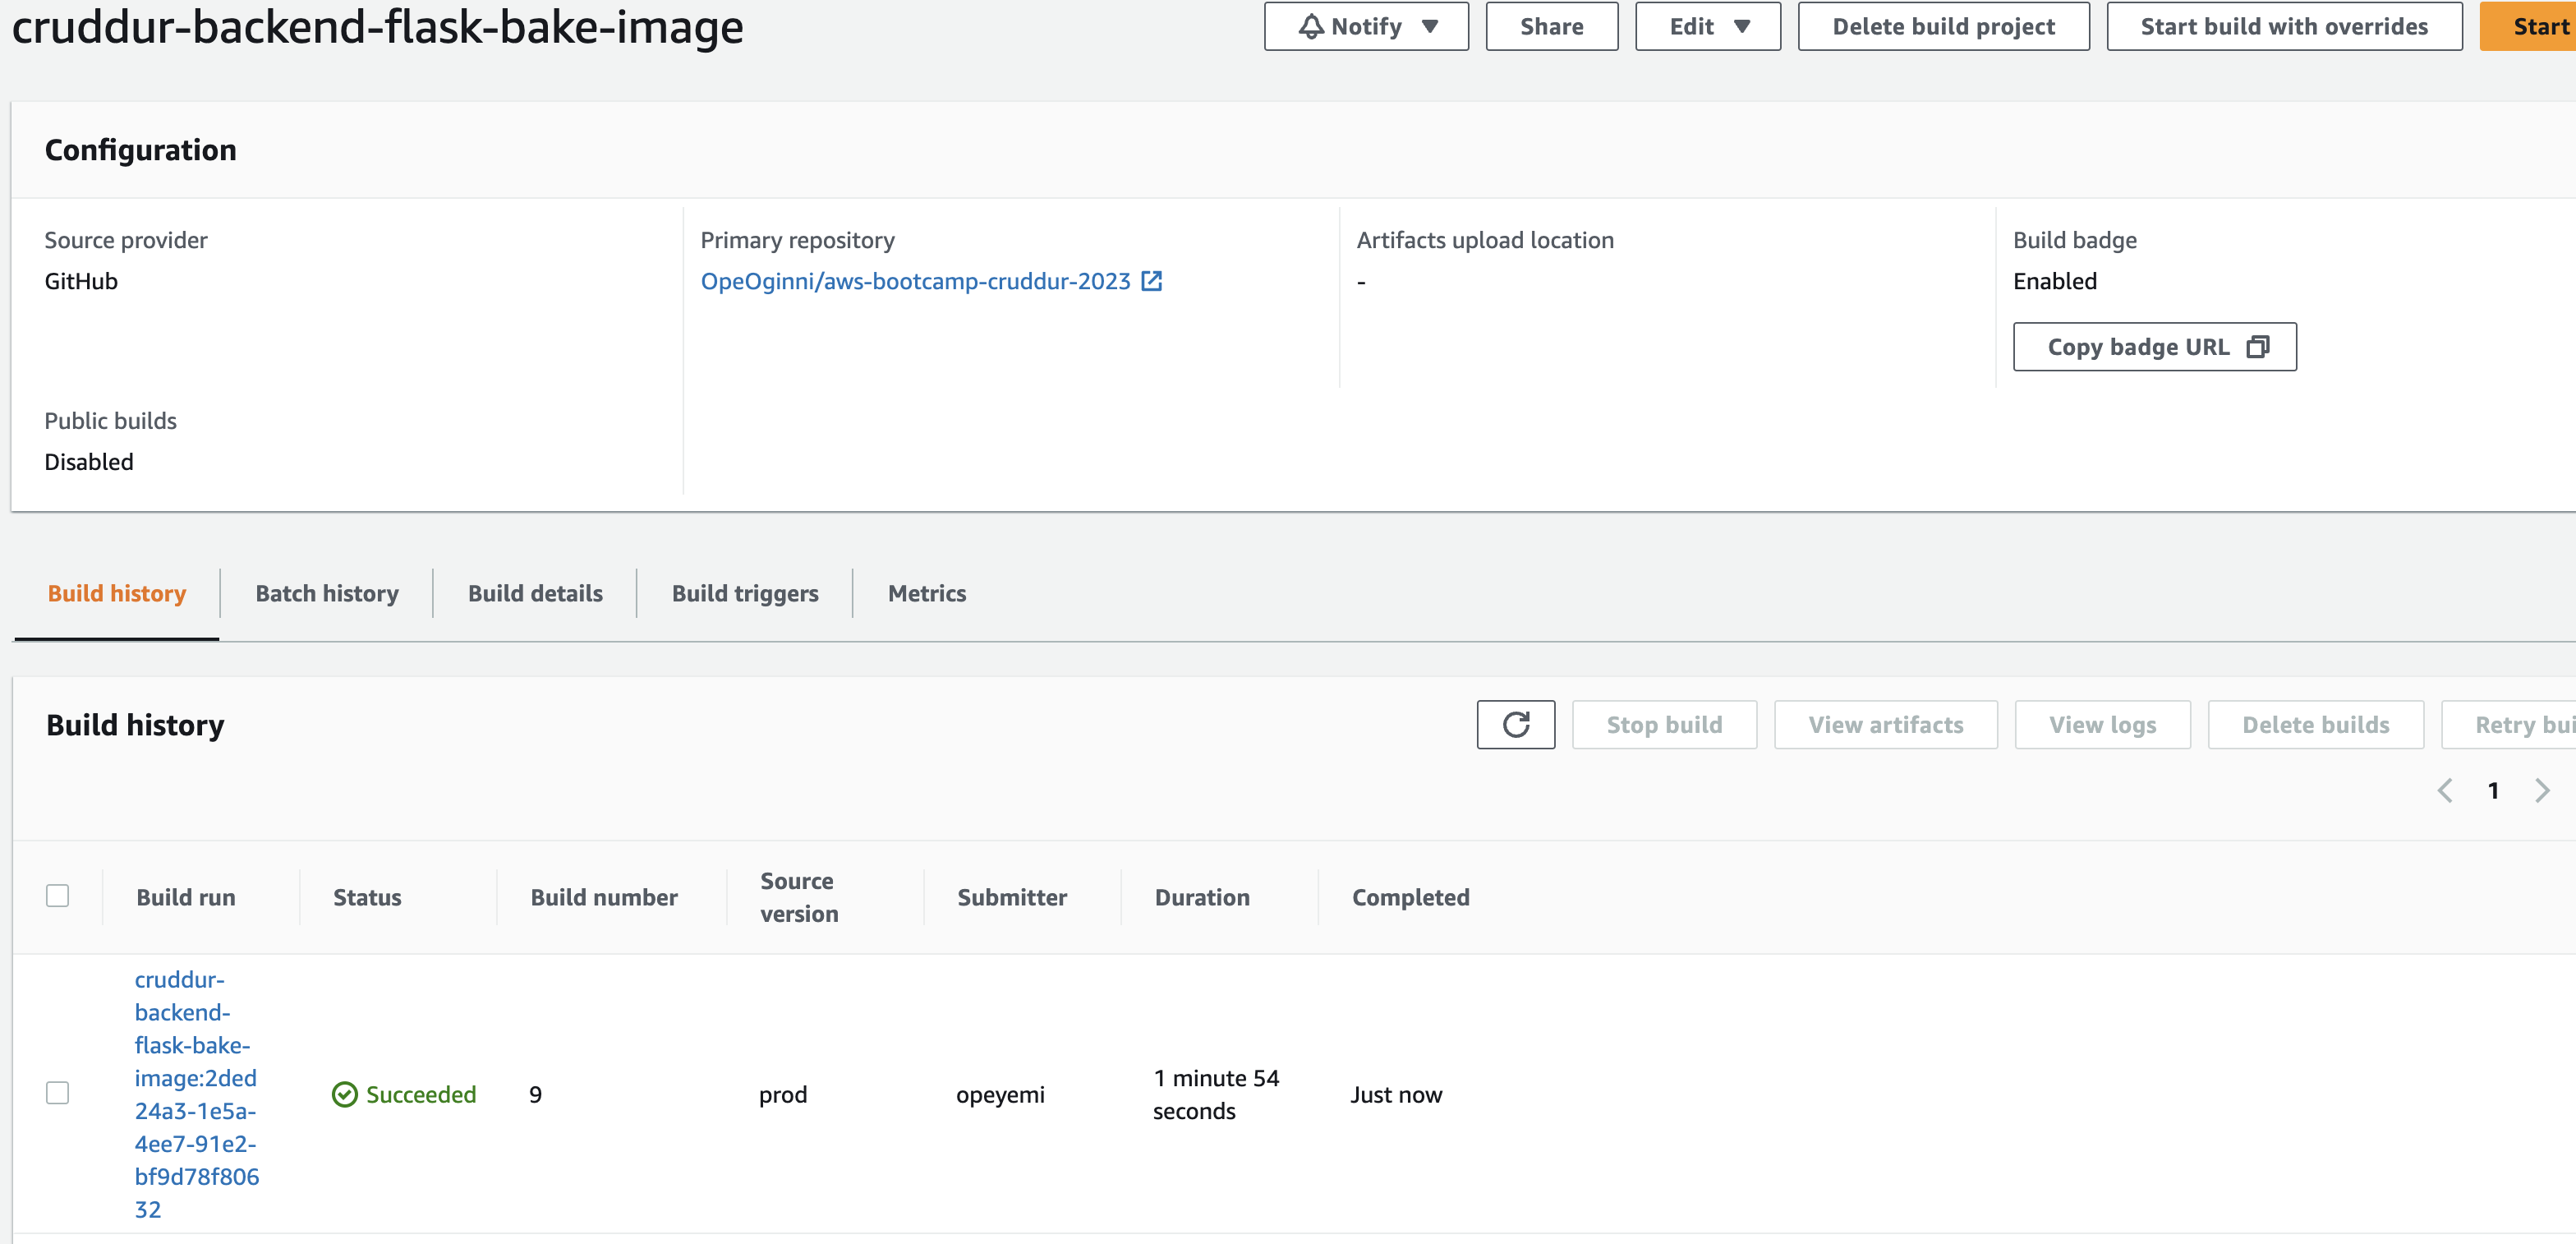 cruddur-backend-flask-bake-image
Notify
Share
Edit
Delete build project
Start build with overrides
Start
Configuration
Source provider
GitHub
Primary repository
OpeOginni/aws-bootcamp-cruddur-2023
Artifacts upload location
-
Build badge
Enabled
Copy badge URL
Public builds
Disabled
Build history
Batch history
Build details
Build triggers
Metrics
Build history
Stop build
View artifacts
View logs
Delete builds
Retry bui
1
Build run
Status
Build number
Source
version
Submitter
Duration
Completed
cruddur-
backend-
flask-bake-
image:2ded
24a3-1e5a-
4ee7-91e2-
bf9d78f806
32
Succeeded
9
prod
opeyemi
1 minute 54
seconds
Just now